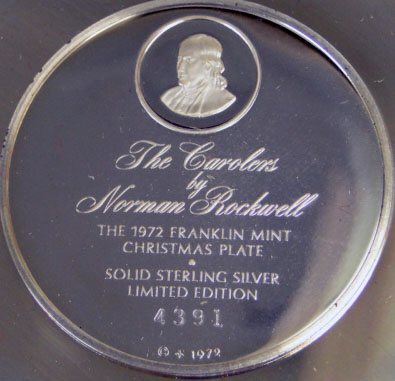 The Carolers
by
Norman Rockwell
THE 1972 FRANKLIN MINT
CHRISTMAS PLATE
•
SOLID STERLING SILVER
LIMITED EDITION
4391
© + 1972